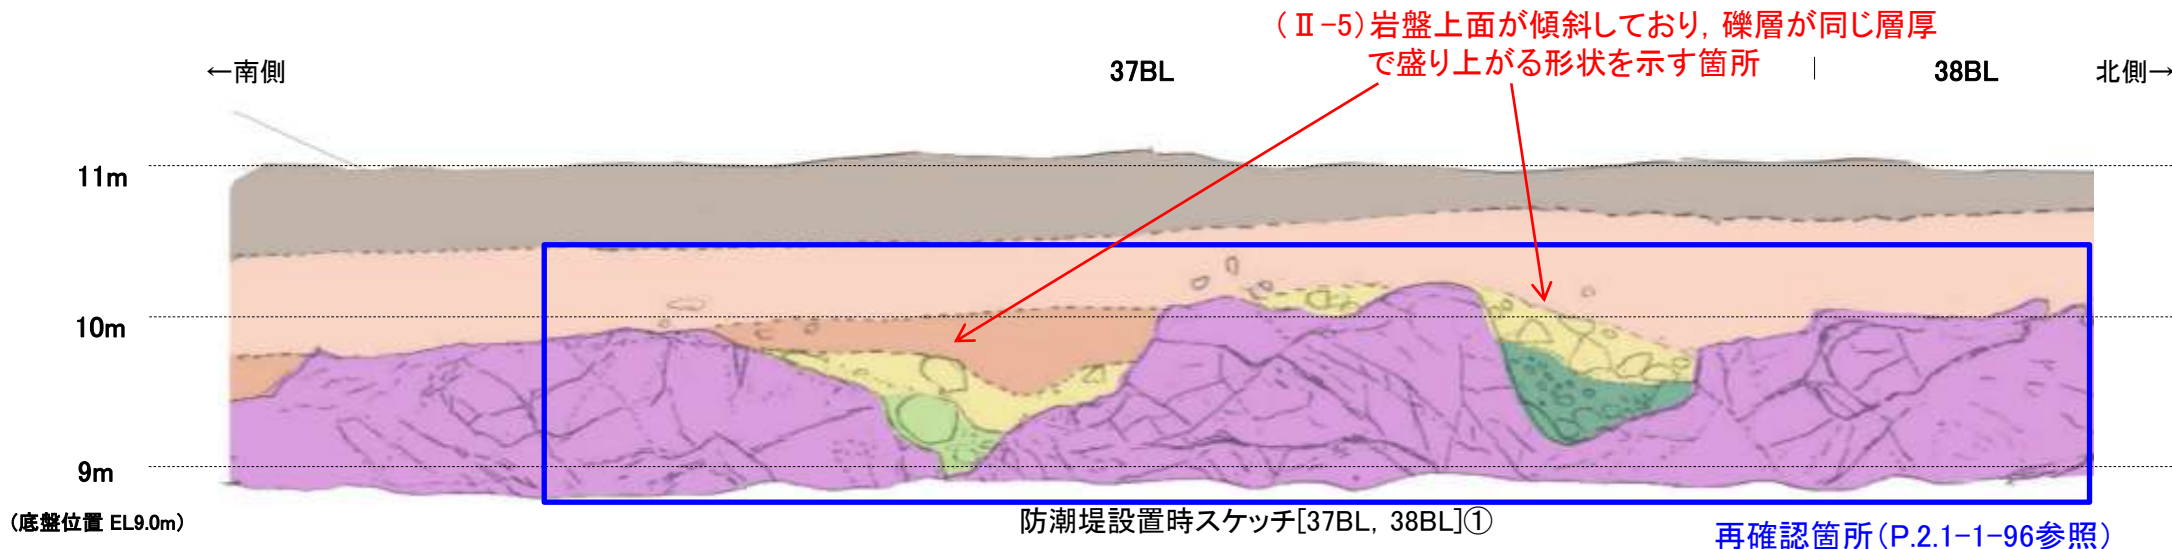 (Ⅱ-5)岩盤上面が傾斜しており，礫層が同じ層厚
で盛り上がる形状を示す箇所
←南側
37BL
38BL
北側→
11m
10m
9m
(底盤位置 EL9.0m)
防潮堤設置時スケッチ[37BL，38BL]①
再確認箇所(P.2.1-1-96参照)